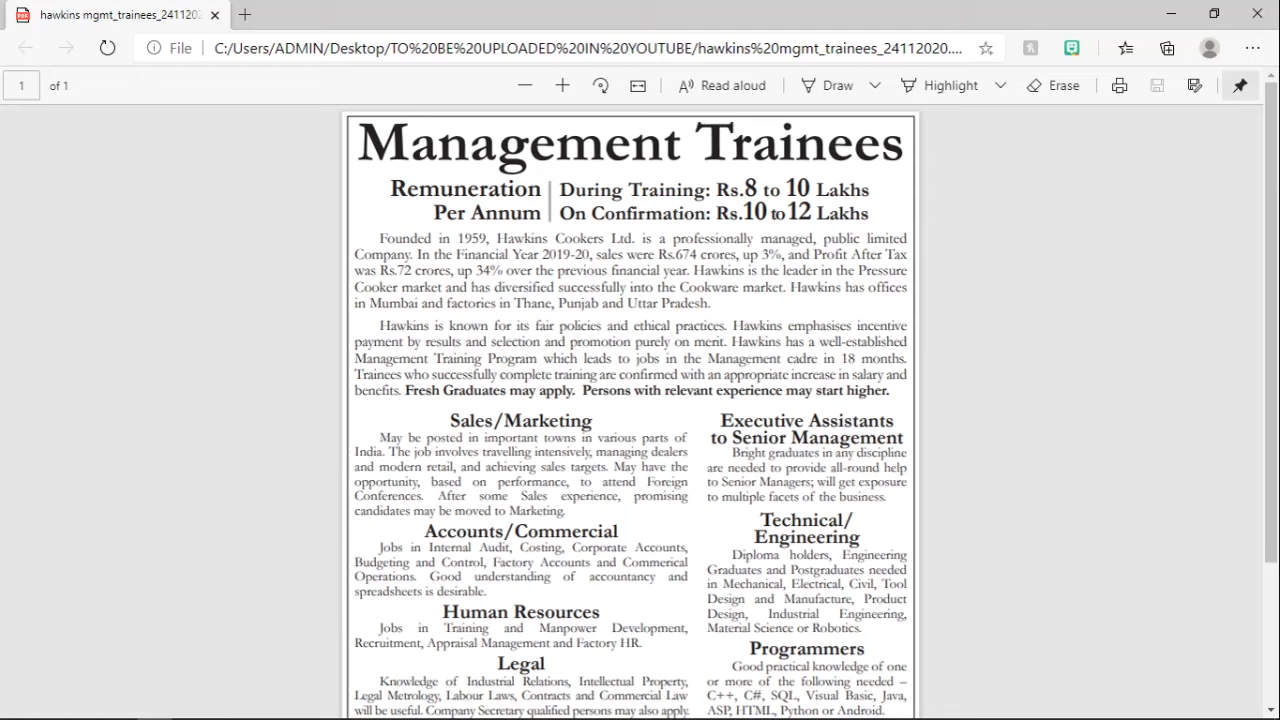 hawkins mgmt_trainees_2411202
File
C:/Users/ADMIN/Desktop/TO%20BE%20UPLOADED%20IN%20YOUTUBE/hawkins%20mgmt_trainees_24112020....
1 of 1
Read aloud
Draw
Highlight
Erase
Management Trainees
Remuneration
Per Annum
During Training: Rs.8 to 10 Lakhs
On Confirmation: Rs.10 to 12 Lakhs
Founded in 1959, Hawkins Cookers Ltd. is a professionally managed, public limited
Company. In the Financial Year 2019-20, sales were Rs.674 crores, up 3%, and Profit After Tax
was Rs.72 crores, up 34% over the previous financial year. Hawkins is the leader in the Pressure
Cooker market and has diversified successfully into the Cookware market. Hawkins has offices
in Mumbai and factories in Thane, Punjab and Uttar Pradesh.
Hawkins is known for its fair policies and ethical practices. Hawkins emphasises incentive
payment by results and selection and promotion purely on merit. Hawkins has a well-established
Management Training Program which leads to jobs in the Management cadre in 18 months.
Trainees who successfully complete training are confirmed with an appropriate increase in salary and
benefits. Fresh Graduates may apply. Persons with relevant experience may start higher.
Sales/Marketing
May be posted in important towns in various parts of
India. The job involves travelling intensively, managing dealers
and modern retail, and achieving sales targets. May have the
opportunity, based on performance, to attend Foreign
Conferences. After some Sales experience, promising
candidates may be moved to Marketing.
Accounts/Commercial
Jobs in Internal Audit, Costing, Corporate Accounts,
Budgeting and Control, Factory Accounts and Commerical
Operations. Good understanding of accountancy and
spreadsheets is desirable.
Human Resources
Jobs in Training and Manpower Development,
Recruitment, Appraisal Management and Factory HR.
Legal
Knowledge of Industrial Relations, Intellectual Property,
Legal Metrology, Labour Laws, Contracts and Commercial Law
will be useful. Company Secretary qualified persons may also apply.
Executive Assistants
to Senior Management
Bright graduates in any discipline
are needed to provide all-round help
to Senior Managers; will get exposure
to multiple facets of the business.
Technical/
Engineering
Diploma holders, Engineering
Graduates and Postgraduates needed
in Mechanical, Electrical, Civil, Tool
Design and Manufacture, Product
Design, Industrial Engineering,
Material Science or Robotics.
Programmers
Good practical knowledge of one
or more of the following needed –
C++, C#, SQL, Visual Basic, Java,
ASP, HTML, Python or Android.